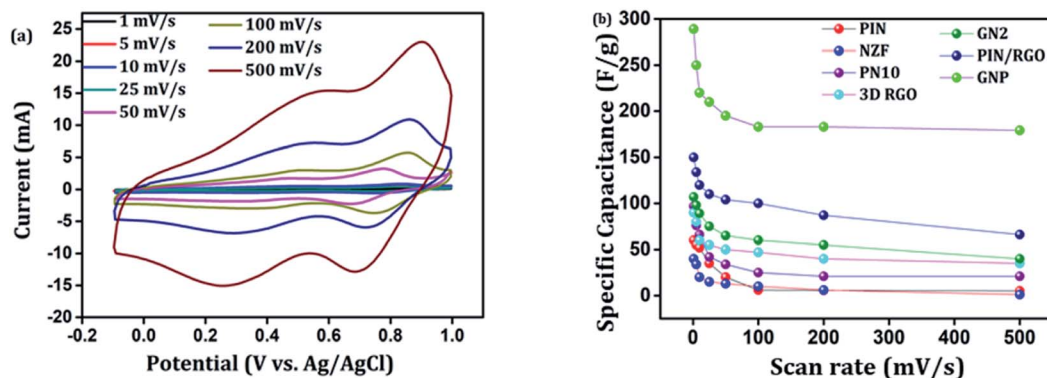 (a)
1 mV/s
5 mV/s
10 mV/s
25 mV/s
50 mV/s
100 mV/s
200 mV/s
500 mV/s
Current (mA)
25
20
15
10
5
0
-5
-10
-15
-20
-0.2 0.0 0.2 0.4 0.6 0.8 1.0
Potential (V vs. Ag/AgCl)
(b)
PIN
NZF
PN10
3D RGO
GN2
PIN/RGO
GNP
Specific Capacitance (F/g)
300
250
200
150
100
50
0
0 100 200 300 400 500
Scan rate (mV/s)